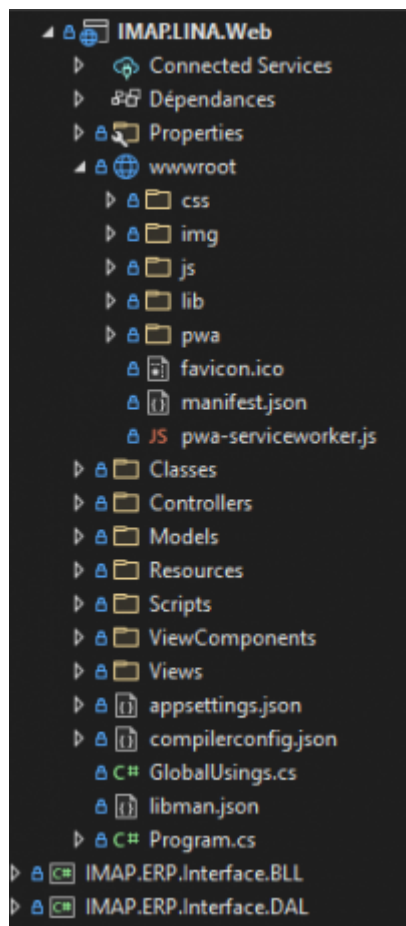 IMAP.LINA.Web
Connected Services
Dépendances
Properties
wwwroot
css
img
js
lib
pwa
favicon.ico
manifest.json
JS pwa-serviceworker.js
Classes
Controllers
Models
Resources
Scripts
ViewComponents
Views
appsettings.json
compilerconfig.json
C# GlobalUsings.cs
libman.json
C# Program.cs
C# IMAP.ERP.Interface.BLL
C# IMAP.ERP.Interface.DAL